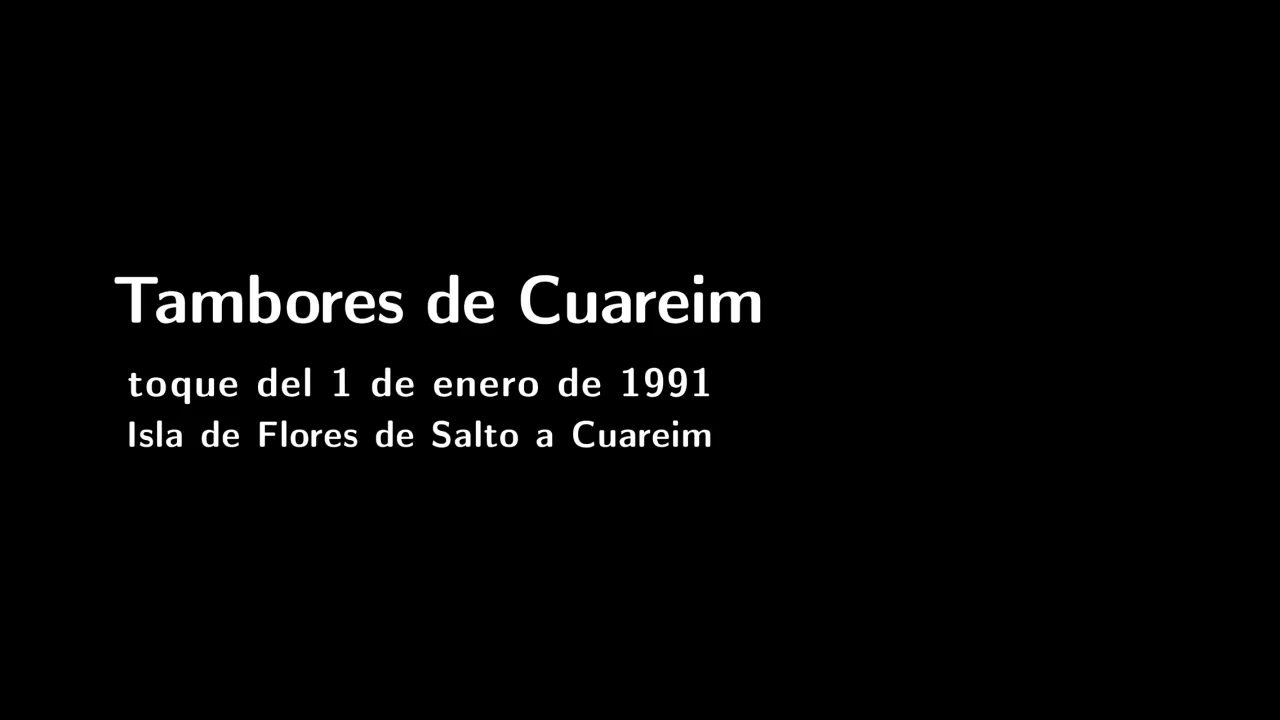 Tambores de Cuareim
toque del 1 de enero de 1991
Isla de Flores de Salto a Cuareim